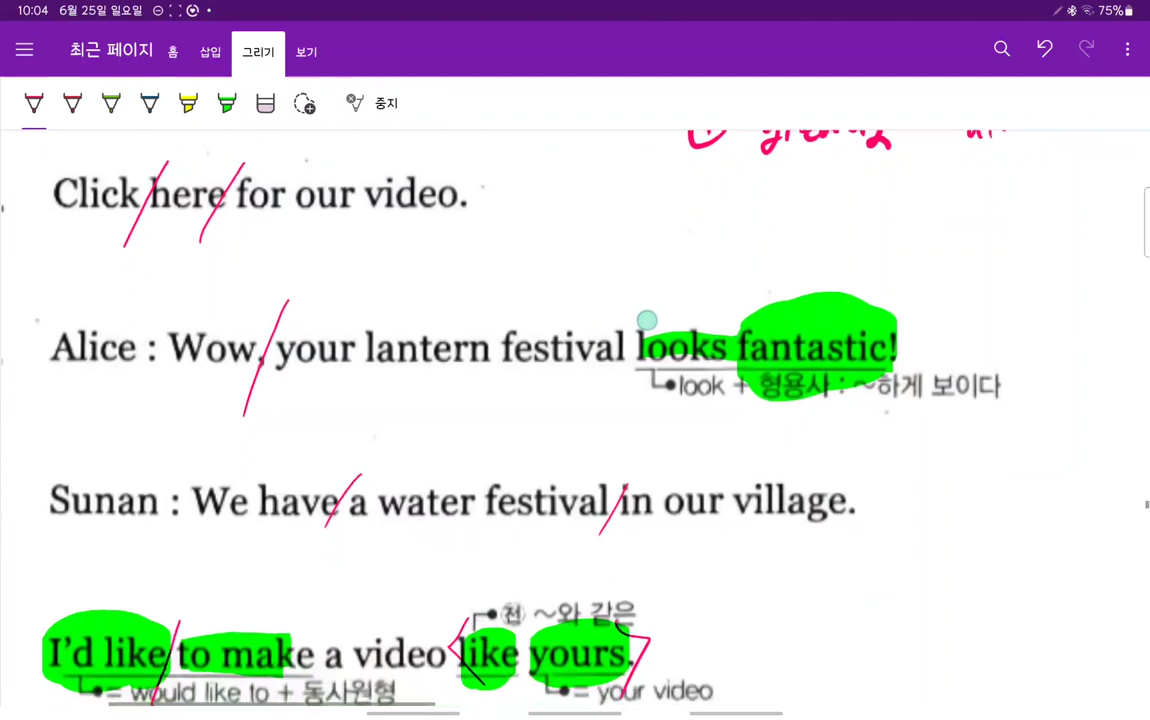 10:04 6월 25일 일요일 75%
최근 페이지 홈 삽입 그리기 보기
중지
Click here for our video.
Alice : Wow, your lantern festival looks fantastic!
look + 형용사 : ~하게 보이다
Sunan : We have a water festival in our village.
전 ~와 같은
I'd like to make a video like yours.
= would like to + 동사원형 = your video